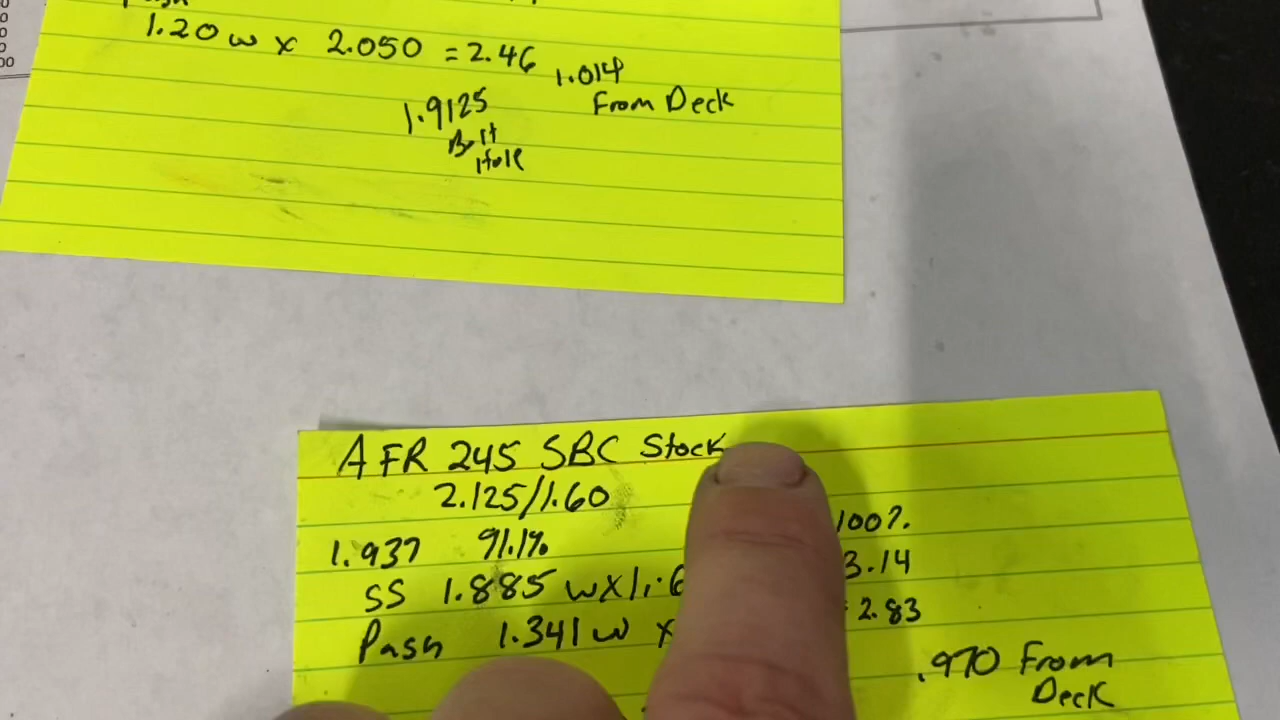 1.20 w x 2.050 = 2.46
1.014
From Deck
1.9125
Bolt
Hole
AFR 245 SBC Stock
2.125/1.60
1.937 91.1% 100%
SS 1.885 w x 3.14
Push 1.341 w x 2.83
.970 From
Deck